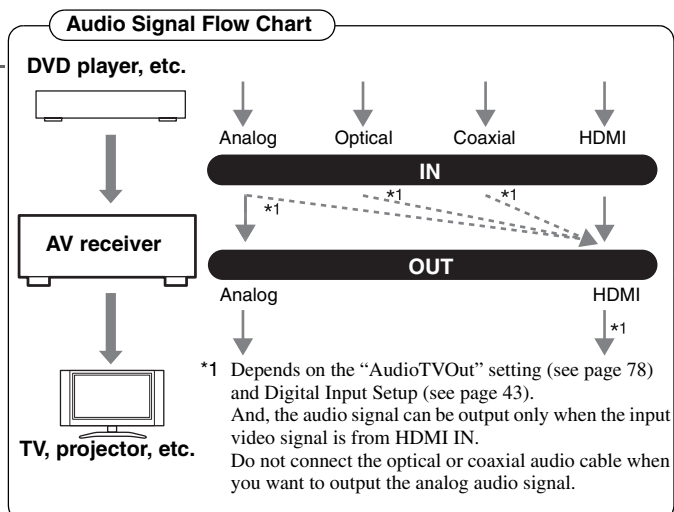 Audio Signal Flow Chart
DVD player, etc.
Analog Optical Coaxial HDMI
IN
*1 *1 *1
AV receiver
OUT
Analog HDMI
*1
*1 Depends on the “AudioTVOut” setting (see page 78)
and Digital Input Setup (see page 43).
And, the audio signal can be output only when the input
video signal is from HDMI IN.
Do not connect the optical or coaxial audio cable when
you want to output the analog audio signal.
TV, projector, etc.